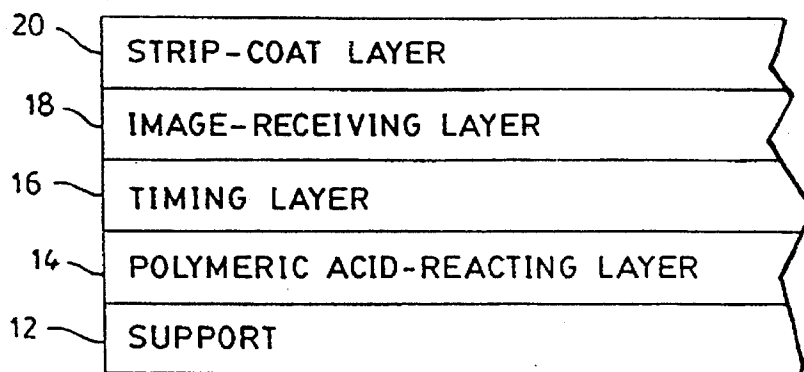 20 STRIP-COAT LAYER
18 IMAGE-RECEIVING LAYER
16 TIMING LAYER
14 POLYMERIC ACID-REACTING LAYER
12 SUPPORT